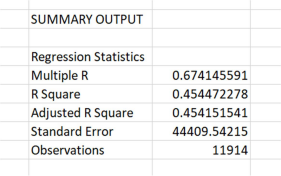 SUMMARY OUTPUT
Regression Statistics
Multiple R 0.674145591
R Square 0.454472278
Adjusted R Square 0.454151541
Standard Error 44409.54215
Observations 11914